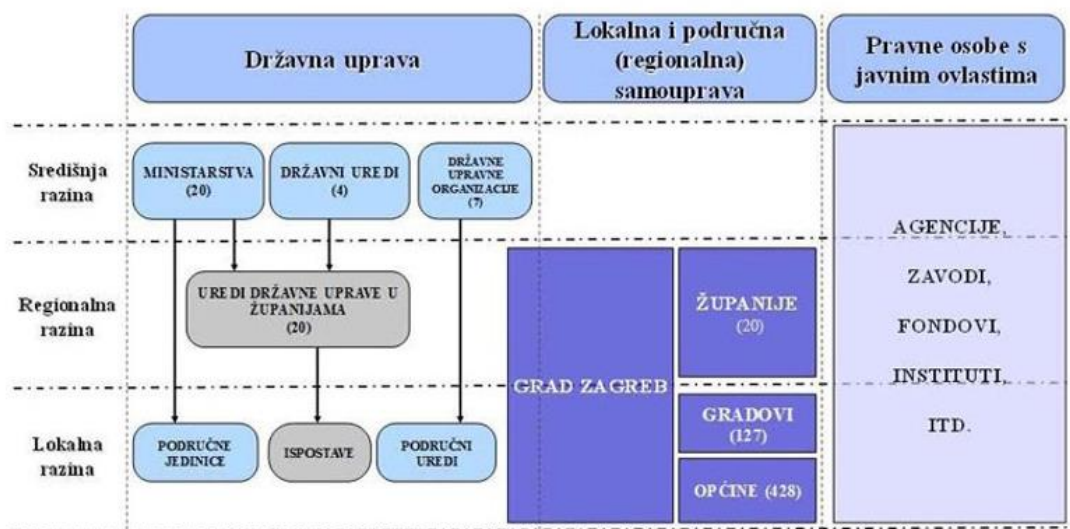 Državna uprava
Lokalna i područna
(regionalna)
samouprava
Pravne osobe s
javnim ovlastima
Središnja
razina
MINISTARSTVA
(20)
DRŽAVNI UREDI
(4)
DRŽAVNE
UPRAVNE
ORGANIZACIJE
(7)
Regionalna
razina
UREDI DRŽAVNE UPRAVE U
ŽUPANIJAMA
(20)
GRAD ZAGREB
ŽUPANIJE
(20)
Lokalna
razina
PODRUČNE
JEDINICE
ISPOSTAVE
PODRUČNI
UREDI
GRADOVI
(127)
OPĆINE (428)
AGENCIJE,
ZAVODI,
FONDOVI,
INSTITUTI,
ITD.